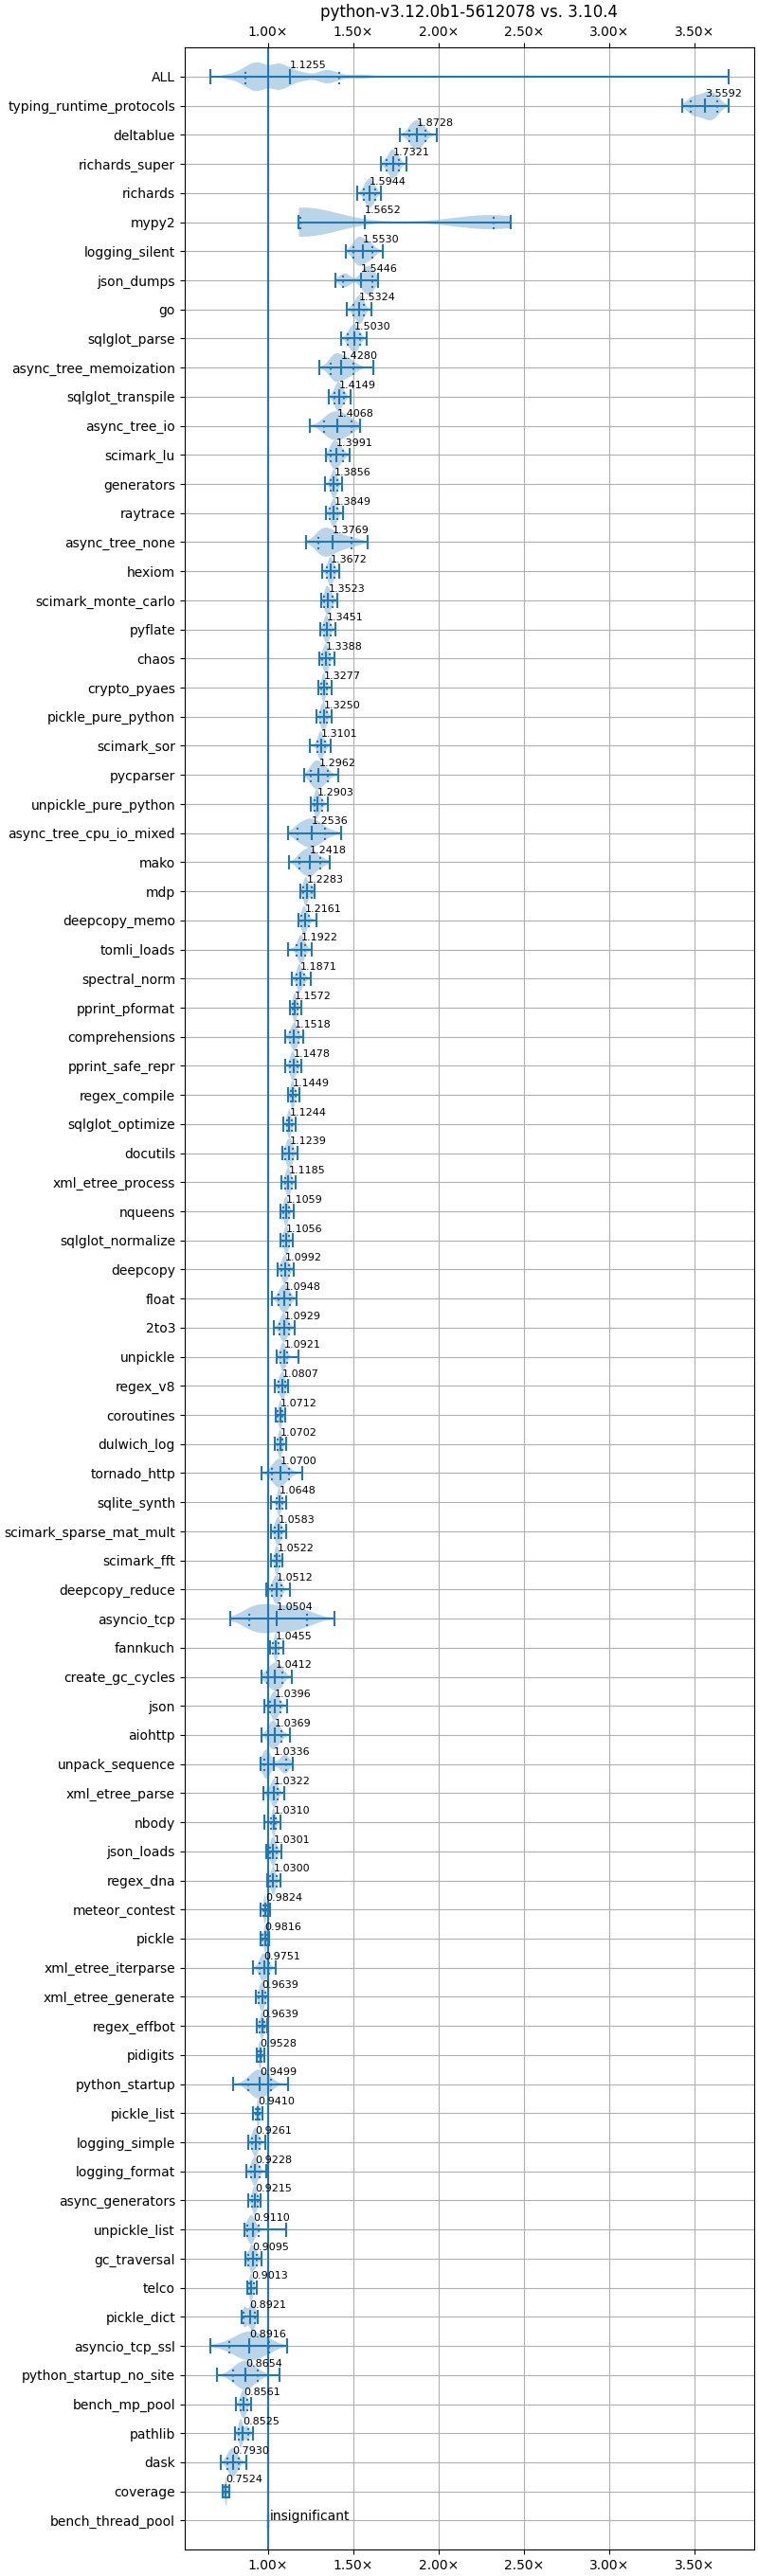 python-v3.12.0b1-5612078 vs. 3.10.4
1.00× 1.50× 2.00× 2.50× 3.00× 3.50×
ALL 1.1255
typing_runtime_protocols 3.5592
deltablue 1.8728
richards_super 1.7321
richards 1.5944
mypy2 1.5652
logging_silent 1.5530
json_dumps 1.5446
go 1.5324
sqlglot_parse 1.5030
async_tree_memoization 1.4280
sqlglot_transpile 1.4149
async_tree_io 1.4068
scimark_lu 1.3991
generators 1.3856
raytrace 1.3849
async_tree_none 1.3769
hexiom 1.3672
scimark_monte_carlo 1.3523
pyflate 1.3451
chaos 1.3388
crypto_pyaes 1.3277
pickle_pure_python 1.3250
scimark_sor 1.3101
pycparser 1.2962
unpickle_pure_python 1.2903
async_tree_cpu_io_mixed 1.2536
mako 1.2418
mdp 1.2283
deepcopy_memo 1.2161
tomli_loads 1.1922
spectral_norm 1.1871
pprint_pformat 1.1572
comprehensions 1.1518
pprint_safe_repr 1.1478
regex_compile 1.1449
sqlglot_optimize 1.1244
docutils 1.1239
xml_etree_process 1.1185
nqueens 1.1059
sqlglot_normalize 1.1056
deepcopy 1.0992
float 1.0948
2to3 1.0929
unpickle 1.0921
regex_v8 1.0807
coroutines 1.0712
dulwich_log 1.0702
tornado_http 1.0700
sqlite_synth 1.0648
scimark_sparse_mat_mult 1.0583
scimark_fft 1.0522
deepcopy_reduce 1.0512
asyncio_tcp 1.0504
fannkuch 1.0455
create_gc_cycles 1.0412
json 1.0396
aiohttp 1.0369
unpack_sequence 1.0336
xml_etree_parse 1.0322
nbody 1.0310
json_loads 1.0301
regex_dna 1.0300
meteor_contest 0.9824
pickle 0.9816
xml_etree_iterparse 0.9751
xml_etree_generate 0.9639
regex_effbot 0.9639
pidigits 0.9528
python_startup 0.9499
pickle_list 0.9410
logging_simple 0.9261
logging_format 0.9228
async_generators 0.9215
unpickle_list 0.9110
gc_traversal 0.9095
telco 0.9013
pickle_dict 0.8921
asyncio_tcp_ssl 0.8916
python_startup_no_site 0.8654
bench_mp_pool 0.8561
pathlib 0.8525
dask 0.7930
coverage 0.7524
bench_thread_pool insignificant
1.00× 1.50× 2.00× 2.50× 3.00× 3.50×